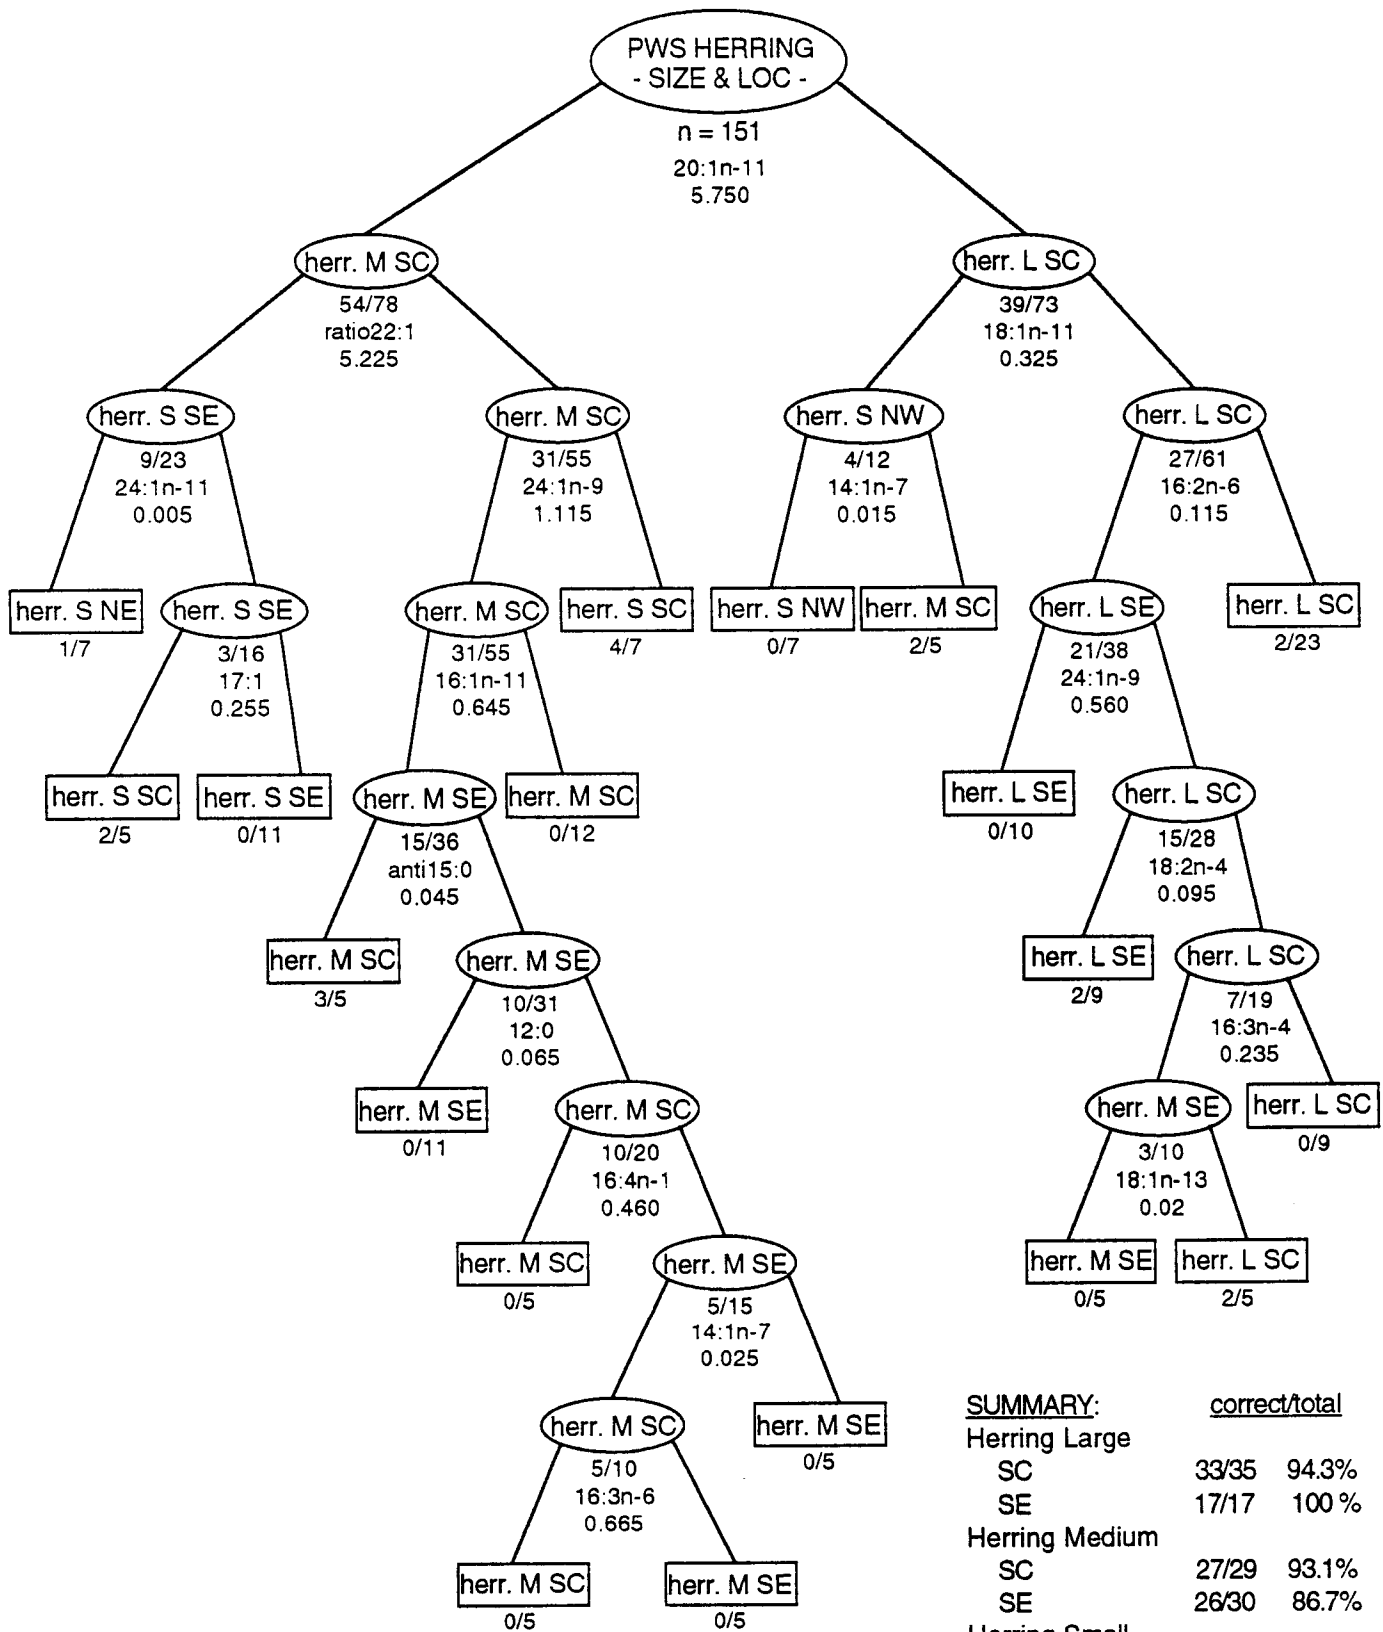 PWS HERRING
- SIZE & LOC -
n = 151
20:1n-11
5.750
herr. M SC
54/78
ratio22:1
5.225
herr. L SC
39/73
18:1n-11
0.325
herr. S SE
9/23
24:1n-11
0.005
herr. M SC
31/55
24:1n-9
1.115
herr. S NW
4/12
14:1n-7
0.015
herr. L SC
27/61
16:2n-6
0.115
herr. S NE
1/7
herr. S SE
3/16
17:1
0.255
herr. M SC
31/55
16:1n-11
0.645
herr. S SC
4/7
herr. S NW
0/7
herr. M SC
2/5
herr. L SE
21/38
24:1n-9
0.560
herr. L SC
2/23
herr. S SC
2/5
herr. S SE
0/11
herr. M SE
15/36
anti15:0
0.045
herr. M SC
0/12
herr. L SE
0/10
herr. L SC
15/28
18:2n-4
0.095
herr. M SC
3/5
herr. M SE
10/31
12:0
0.065
herr. L SE
2/9
herr. L SC
7/19
16:3n-4
0.235
herr. M SE
0/11
herr. M SC
10/20
16:4n-1
0.460
herr. M SE
3/10
18:1n-13
0.02
herr. L SC
0/9
herr. M SC
0/5
herr. M SE
5/15
14:1n-7
0.025
herr. M SE
0/5
herr. L SC
2/5
herr. M SC
5/10
16:3n-6
0.665
herr. M SE
0/5
herr. M SC
0/5
herr. M SE
0/5
SUMMARY: correct/total
Herring Large
SC 33/35 94.3%
SE 17/17 100 %
Herring Medium
SC 27/29 93.1%
SE 26/30 86.7%
Herring Small